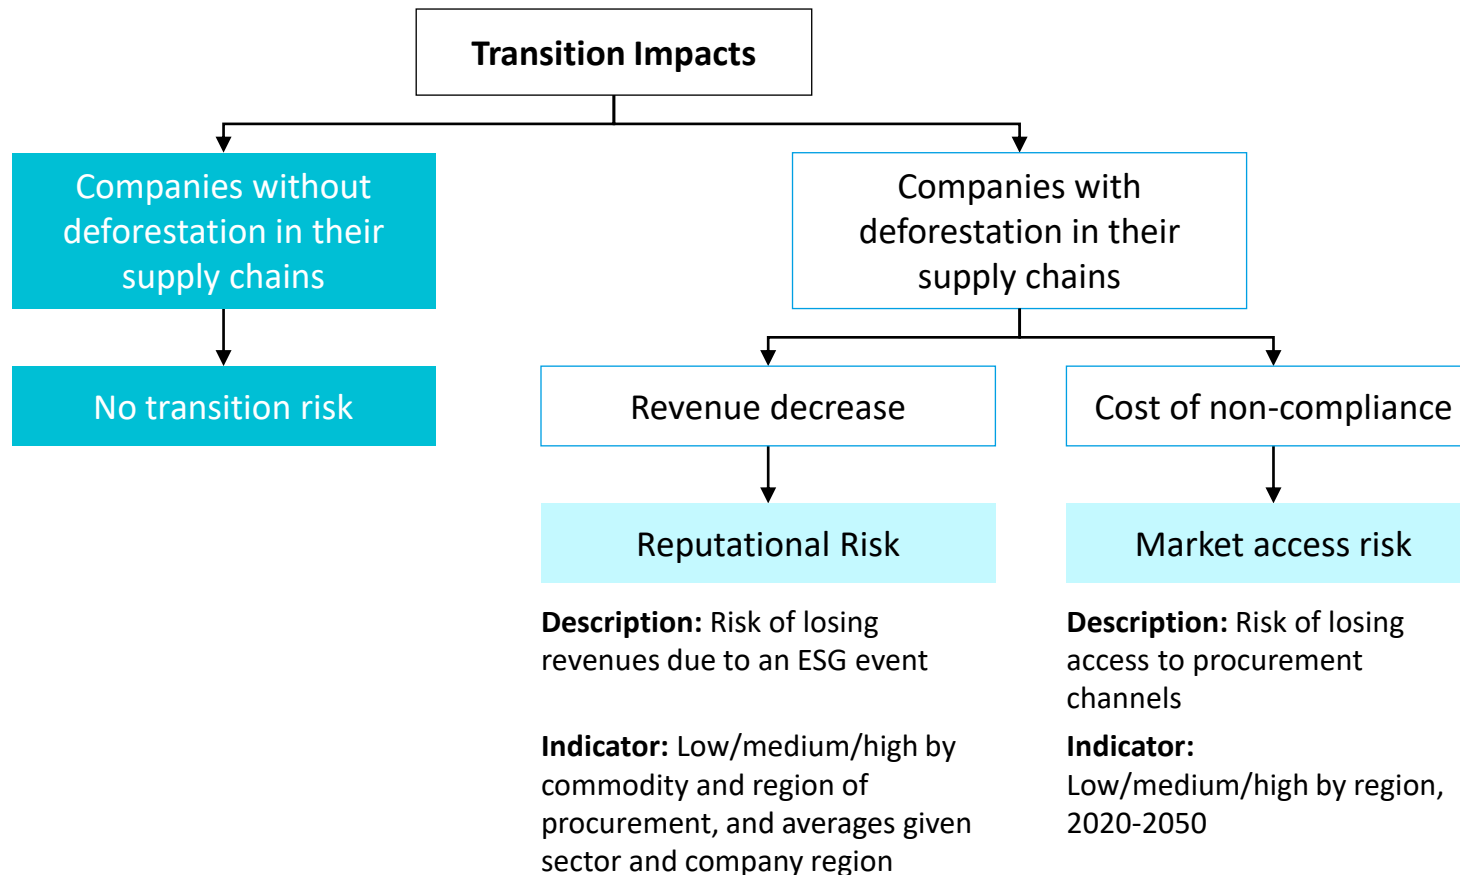 Transition Impacts
Companies without
deforestation in their
supply chains
Companies with
deforestation in their
supply chains
No transition risk
Revenue decrease
Cost of non-compliance
Reputational Risk
Market access risk
Description: Risk of losing
revenues due to an ESG event
Indicator: Low/medium/high by
commodity and region of
procurement, and averages given
sector and company region
Description: Risk of losing
access to procurement
channels
Indicator:
Low/medium/high by region,
2020-2050